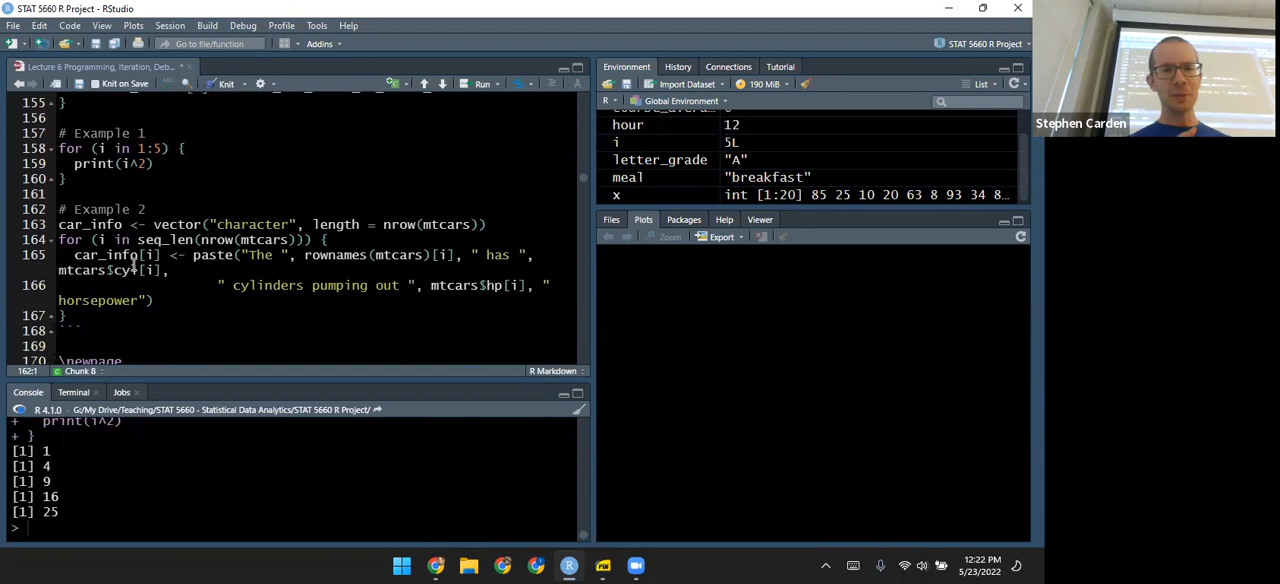 STAT 5660 R Project - RStudio
File Edit Code View Plots Session Build Debug Profile Tools Help
Go to file/function Addins STAT 5660 R Project
Lecture 6 Programming, Iteration, Deb... *
Knit on Save ABC Knit Run
155 }
156
157 # Example 1
158 for (i in 1:5) {
159 print(i^2)
160 }
161
162 # Example 2
163 car_info <- vector("character", length = nrow(mtcars))
164 for (i in seq_len(nrow(mtcars))) {
165 car_info[i] <- paste("The ", rownames(mtcars)[i], " has ",
mtcars$cyl[i],
166 " cylinders pumping out ", mtcars$hp[i], "
horsepower")
167 }
168 ```
169
170 \newpage
162:1 Chunk 8 R Markdown
Console Terminal Jobs
R 4.1.0 · G:/My Drive/Teaching/STAT 5660 - Statistical Data Analytics/STAT 5660 R Project/
+ print(i^2)
+ }
[1] 1
[1] 4
[1] 9
[1] 16
[1] 25
>
Environment History Connections Tutorial
Import Dataset 190 MiB List
R Global Environment
hour 12
i 5L
letter_grade "A"
meal "breakfast"
x int [1:20] 85 25 10 20 63 8 93 34 8...
Files Plots Packages Help Viewer
Zoom Export
Stephen Carden
12:22 PM
5/23/2022